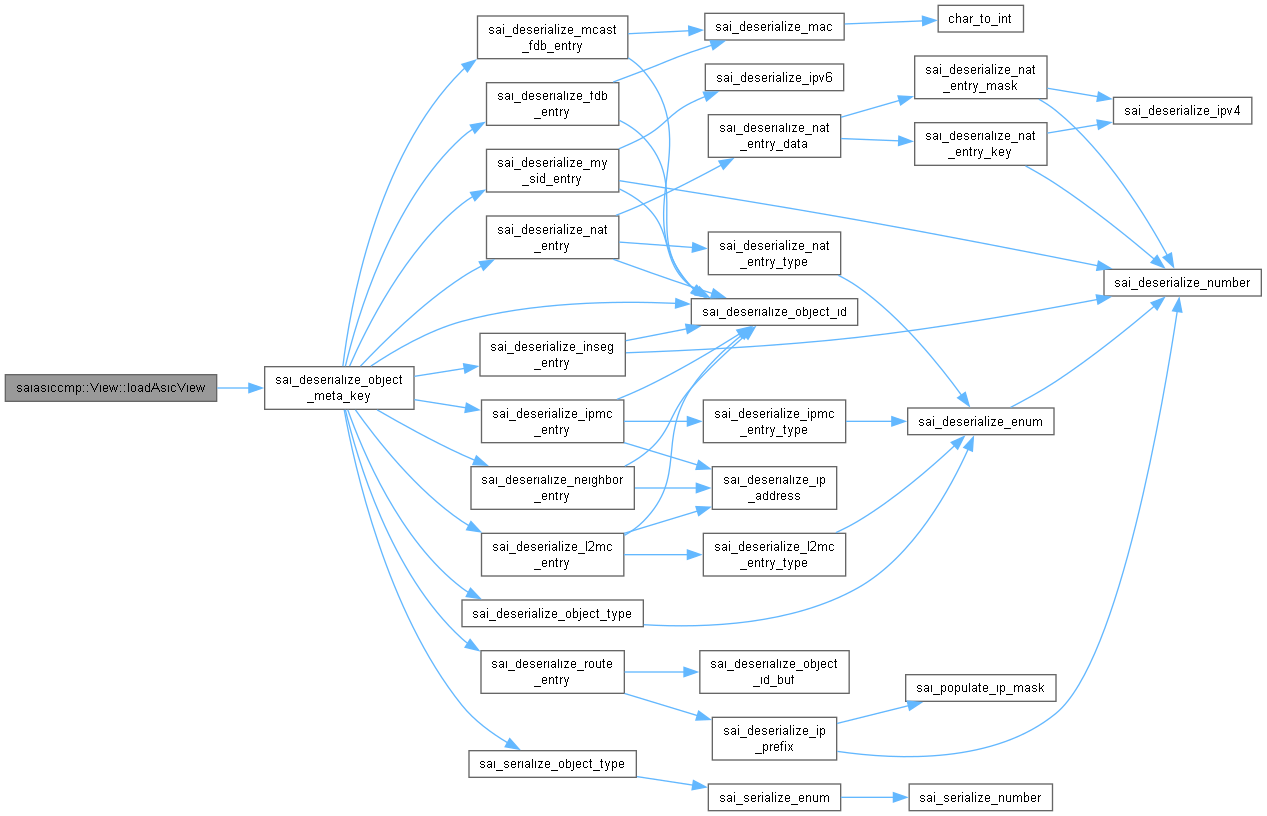 saiasiccmp::View::loadAsicView
sai_deserialize_object
_meta_key
sai_deserialize_mcast
_fdb_entry
sai_deserialize_fdb
_entry
sai_deserialize_my
_sid_entry
sai_deserialize_nat
_entry
sai_deserialize_inseg
_entry
sai_deserialize_ipmc
_entry
sai_deserialize_neighbor
_entry
sai_deserialize_l2mc
_entry
sai_deserialize_object_type
sai_deserialize_route
_entry
sai_serialize_object_type
sai_deserialize_mac
sai_deserialize_ipv6
sai_deserialize_nat
_entry_data
sai_deserialize_nat
_entry_type
sai_deserialize_object_id
sai_deserialize_ipmc
_entry_type
sai_deserialize_ip
_address
sai_deserialize_l2mc
_entry_type
sai_deserialize_object
_id_buf
sai_deserialize_ip
_prefix
sai_serialize_enum
char_to_int
sai_deserialize_nat
_entry_mask
sai_deserialize_nat
_entry_key
sai_deserialize_enum
sai_populate_ip_mask
sai_serialize_number
sai_deserialize_ipv4
sai_deserialize_number